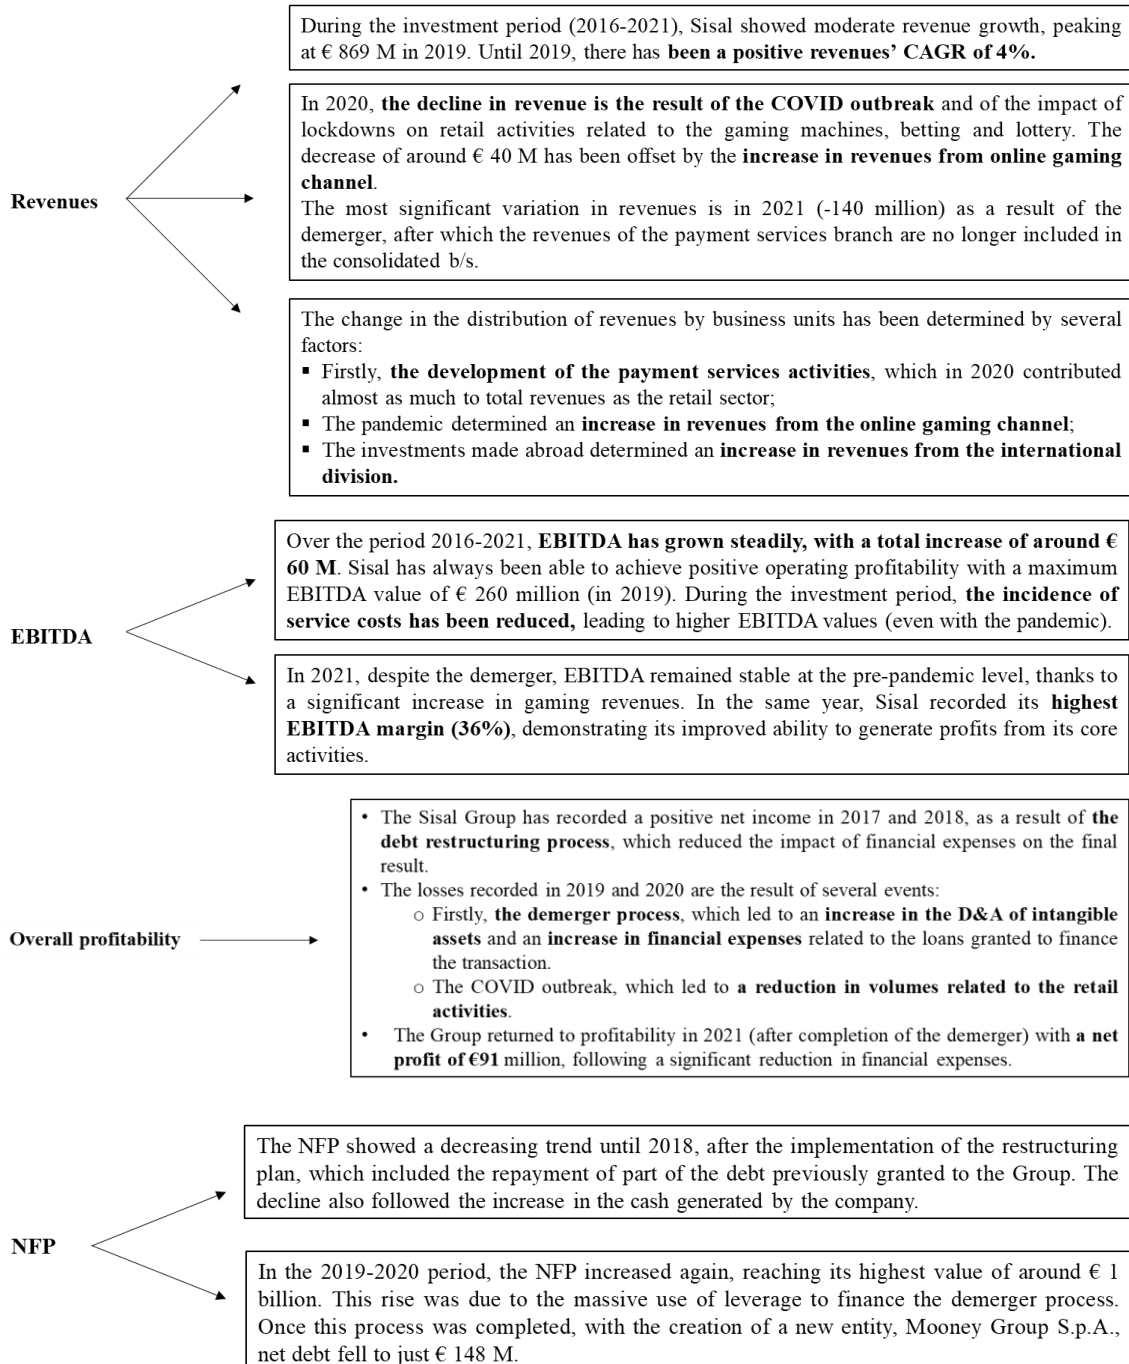 During the investment period (2016-2021), Sisal showed moderate revenue growth, peaking
at € 869 M in 2019. Until 2019, there has been a positive revenues’ CAGR of 4%.
Revenues
In 2020, the decline in revenue is the result of the COVID outbreak and of the impact of
lockdowns on retail activities related to the gaming machines, betting and lottery. The
decrease of around € 40 M has been offset by the increase in revenues from online gaming
channel.
The most significant variation in revenues is in 2021 (-140 million) as a result of the
demerger, after which the revenues of the payment services branch are no longer included in
the consolidated b/s.
The change in the distribution of revenues by business units has been determined by several
factors:
▪ Firstly, the development of the payment services activities, which in 2020 contributed
almost as much to total revenues as the retail sector;
▪ The pandemic determined an increase in revenues from the online gaming channel;
▪ The investments made abroad determined an increase in revenues from the international
division.
EBITDA
Over the period 2016-2021, EBITDA has grown steadily, with a total increase of around €
60 M. Sisal has always been able to achieve positive operating profitability with a maximum
EBITDA value of € 260 million (in 2019). During the investment period, the incidence of
service costs has been reduced, leading to higher EBITDA values (even with the pandemic).
In 2021, despite the demerger, EBITDA remained stable at the pre-pandemic level, thanks to
a significant increase in gaming revenues. In the same year, Sisal recorded its highest
EBITDA margin (36%), demonstrating its improved ability to generate profits from its core
activities.
Overall profitability
• The Sisal Group has recorded a positive net income in 2017 and 2018, as a result of the
debt restructuring process, which reduced the impact of financial expenses on the final
result.
• The losses recorded in 2019 and 2020 are the result of several events:
o Firstly, the demerger process, which led to an increase in the D&A of intangible
assets and an increase in financial expenses related to the loans granted to finance
the transaction.
o The COVID outbreak, which led to a reduction in volumes related to the retail
activities.
• The Group returned to profitability in 2021 (after completion of the demerger) with a net
profit of €91 million, following a significant reduction in financial expenses.
NFP
The NFP showed a decreasing trend until 2018, after the implementation of the restructuring
plan, which included the repayment of part of the debt previously granted to the Group. The
decline also followed the increase in the cash generated by the company.
In the 2019-2020 period, the NFP increased again, reaching its highest value of around € 1
billion. This rise was due to the massive use of leverage to finance the demerger process.
Once this process was completed, with the creation of a new entity, Mooney Group S.p.A.,
net debt fell to just € 148 M.